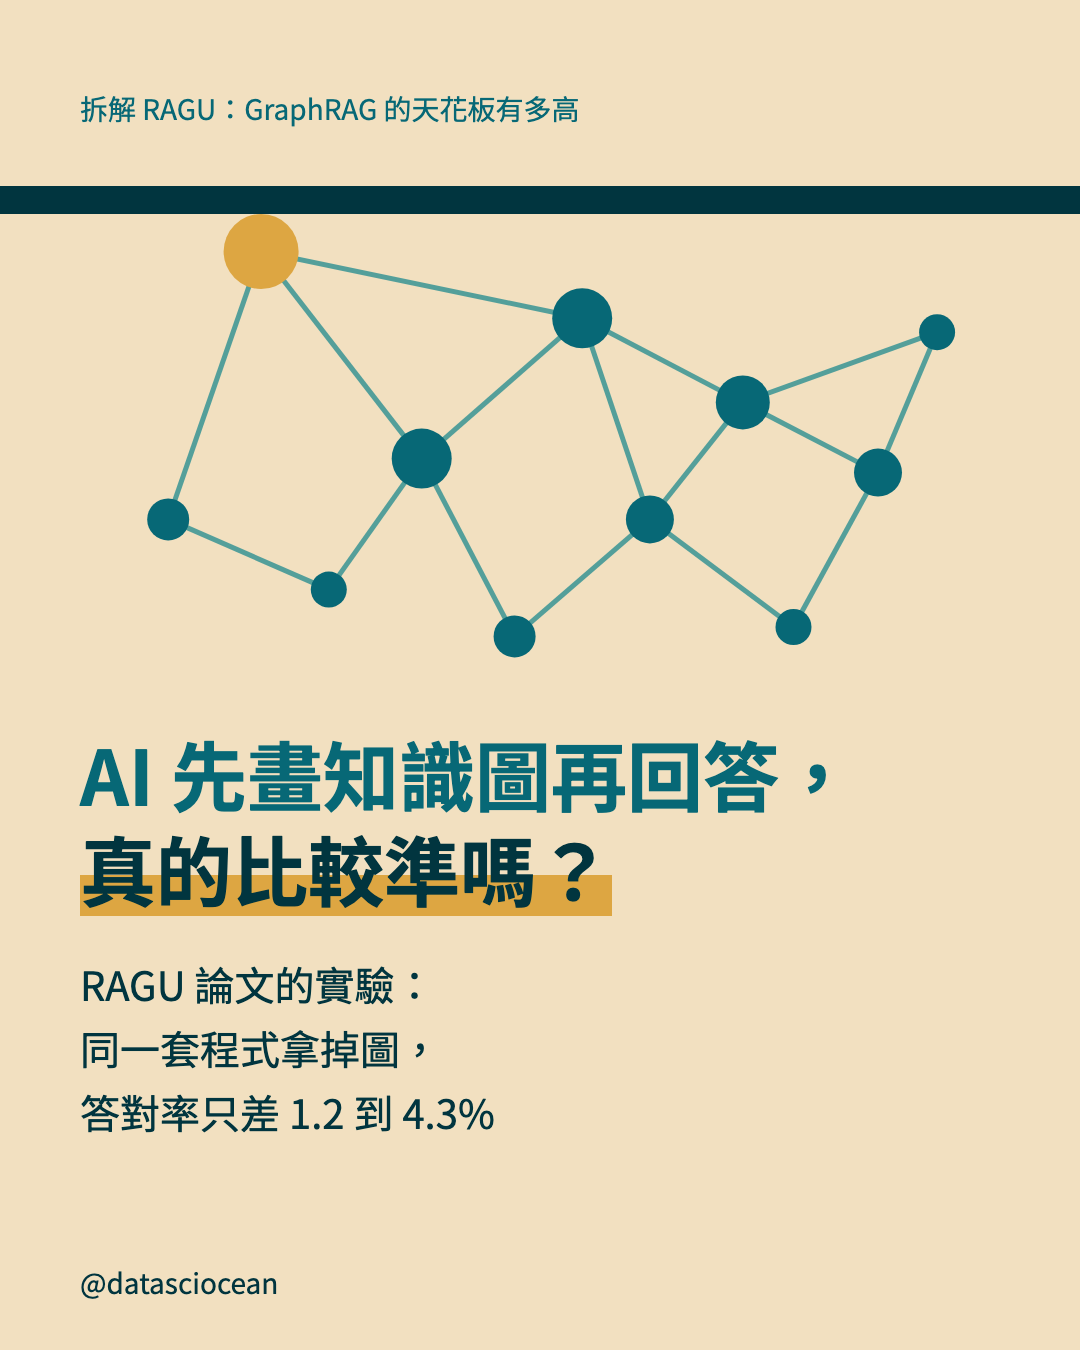 拆解 RAGU：GraphRAG 的天花板有多高
AI 先畫知識圖再回答，
真的比較準嗎？
RAGU 論文的實驗：
同一套程式拿掉圖，
答對率只差 1.2 到 4.3%
@datasciocean